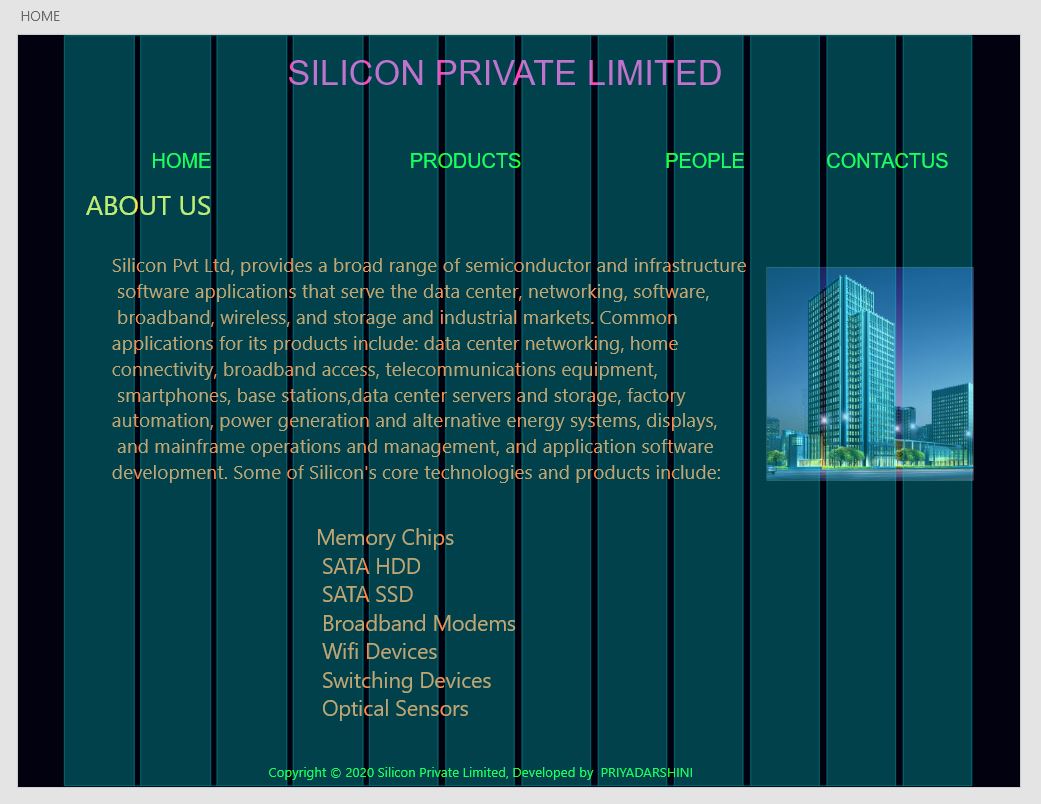 HOME
SILICON PRIVATE LIMITED
HOME PRODUCTS PEOPLE CONTACTUS
ABOUT US
Silicon Pvt Ltd, provides a broad range of semiconductor and infrastructure
software applications that serve the data center, networking, software,
broadband, wireless, and storage and industrial markets. Common
applications for its products include: data center networking, home
connectivity, broadband access, telecommunications equipment,
smartphones, base stations,data center servers and storage, factory
automation, power generation and alternative energy systems, displays,
and mainframe operations and management, and application software
development. Some of Silicon's core technologies and products include:
Memory Chips
SATA HDD
SATA SSD
Broadband Modems
Wifi Devices
Switching Devices
Optical Sensors
Copyright © 2020 Silicon Private Limited, Developed by PRIYADARSHINI